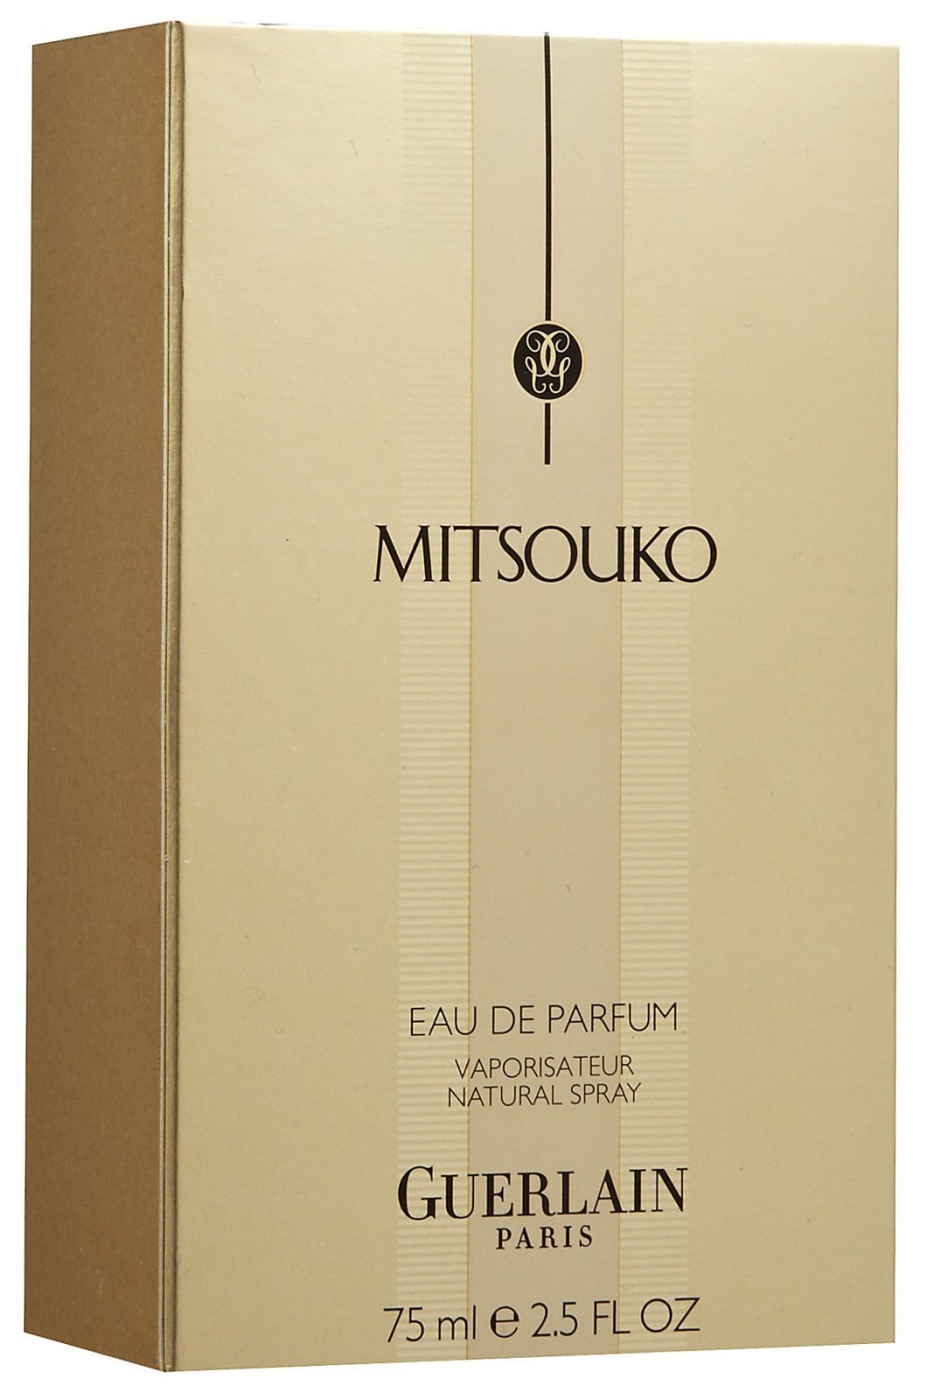 MITSOUKO
EAU DE PARFUM
VAPORISATEUR
NATURAL SPRAY
GUERLAIN
PARIS
75 ml e 2.5 FL OZ